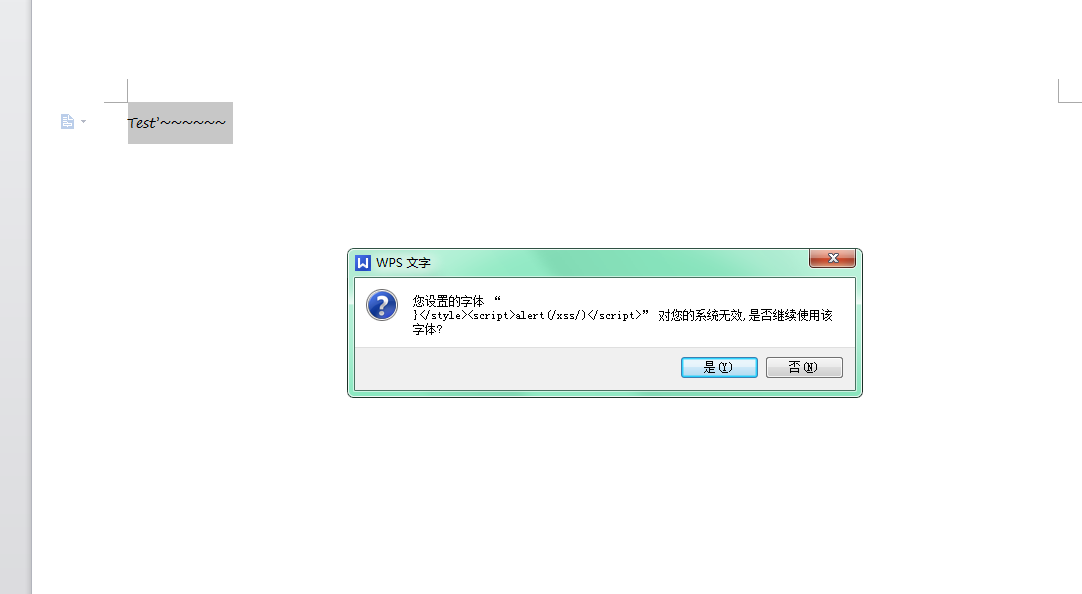 Test'~~~~~~
WPS 文字
您设置的字体 “
}</style><script>alert(/xss/)</script>” 对您的系统无效,是否继续使用该
字体?
是(Y)
否(N)